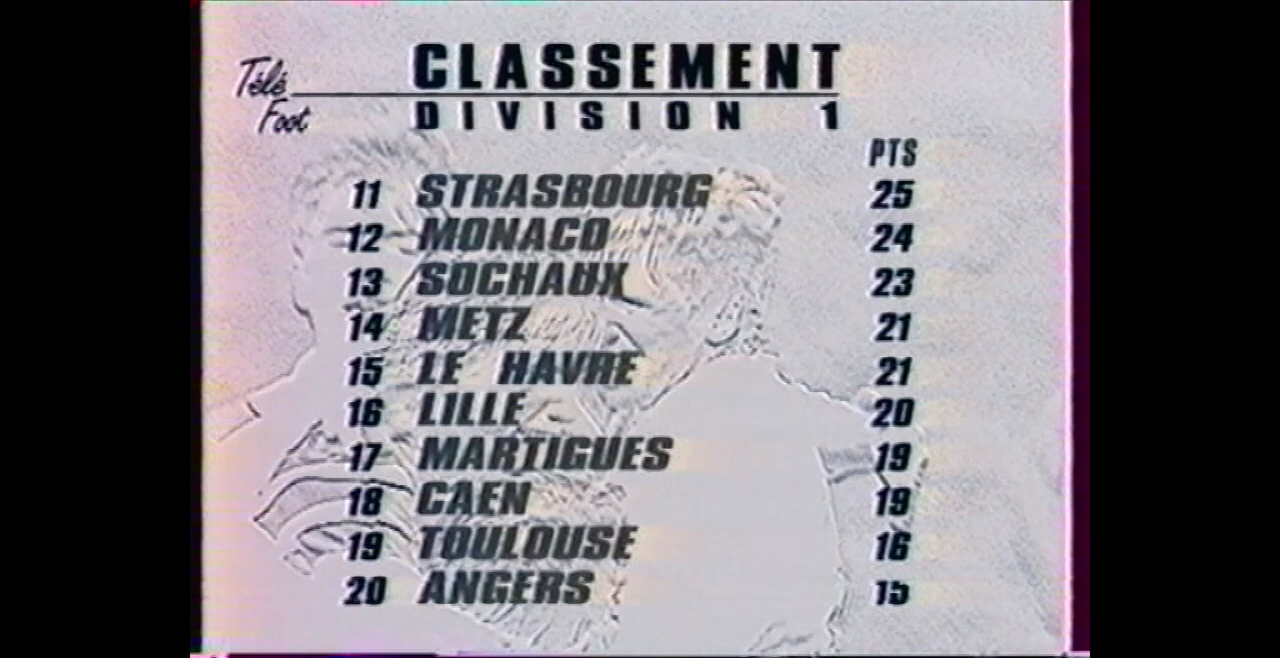 Télé
Foot
CLASSEMENT
DIVISION 1
PTS
11 STRASBOURG 25
12 MONACO 24
13 SOCHAUX 23
14 METZ 21
15 LE HAVRE 21
16 LILLE 20
17 MARTIGUES 19
18 CAEN 19
19 TOULOUSE 16
20 ANGERS 15